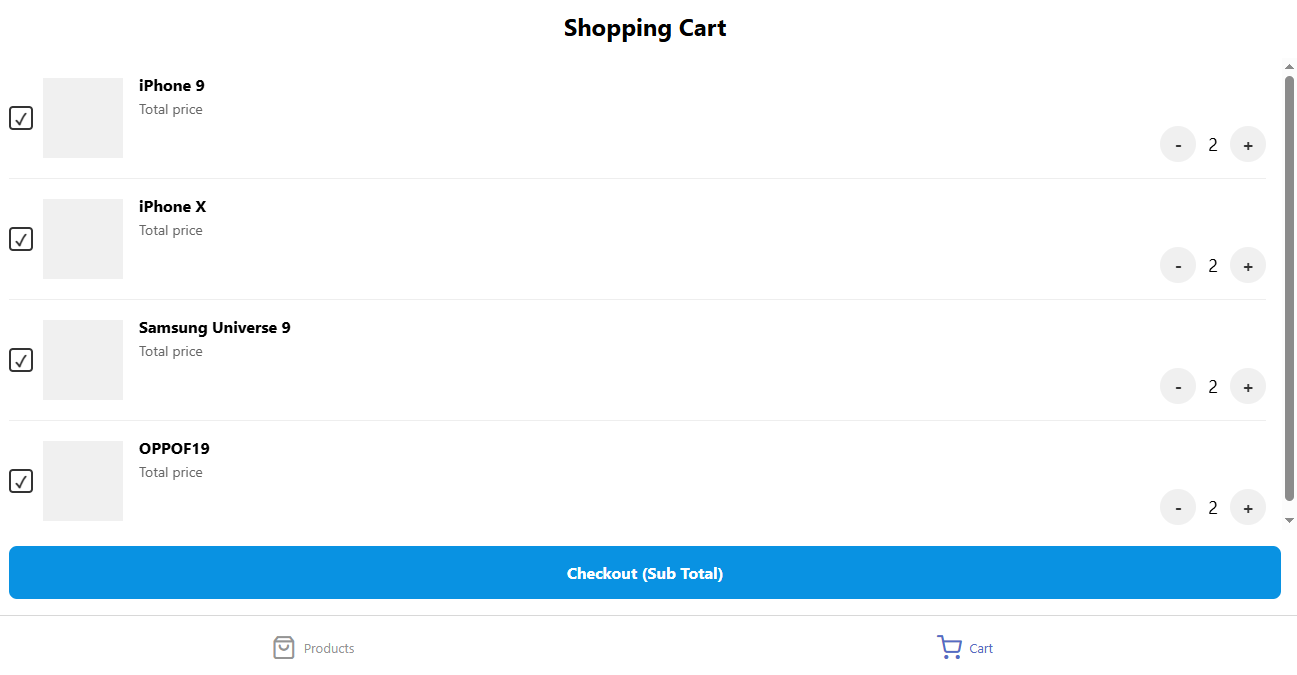 Shopping Cart
iPhone 9
Total price
- 2 +
iPhone X
Total price
- 2 +
Samsung Universe 9
Total price
- 2 +
OPPOF19
Total price
- 2 +
Checkout (Sub Total)
Products
Cart